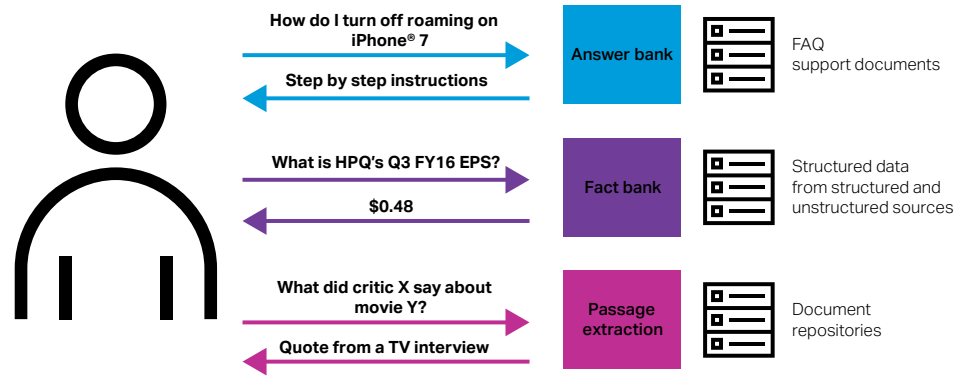 How do I turn off roaming on
iPhone® 7
Step by step instructions
Answer bank
FAQ
support documents
What is HPQ's Q3 FY16 EPS?
$0.48
Fact bank
Structured data
from structured and
unstructured sources
What did critic X say about
movie Y?
Quote from a TV interview
Passage
extraction
Document
repositories